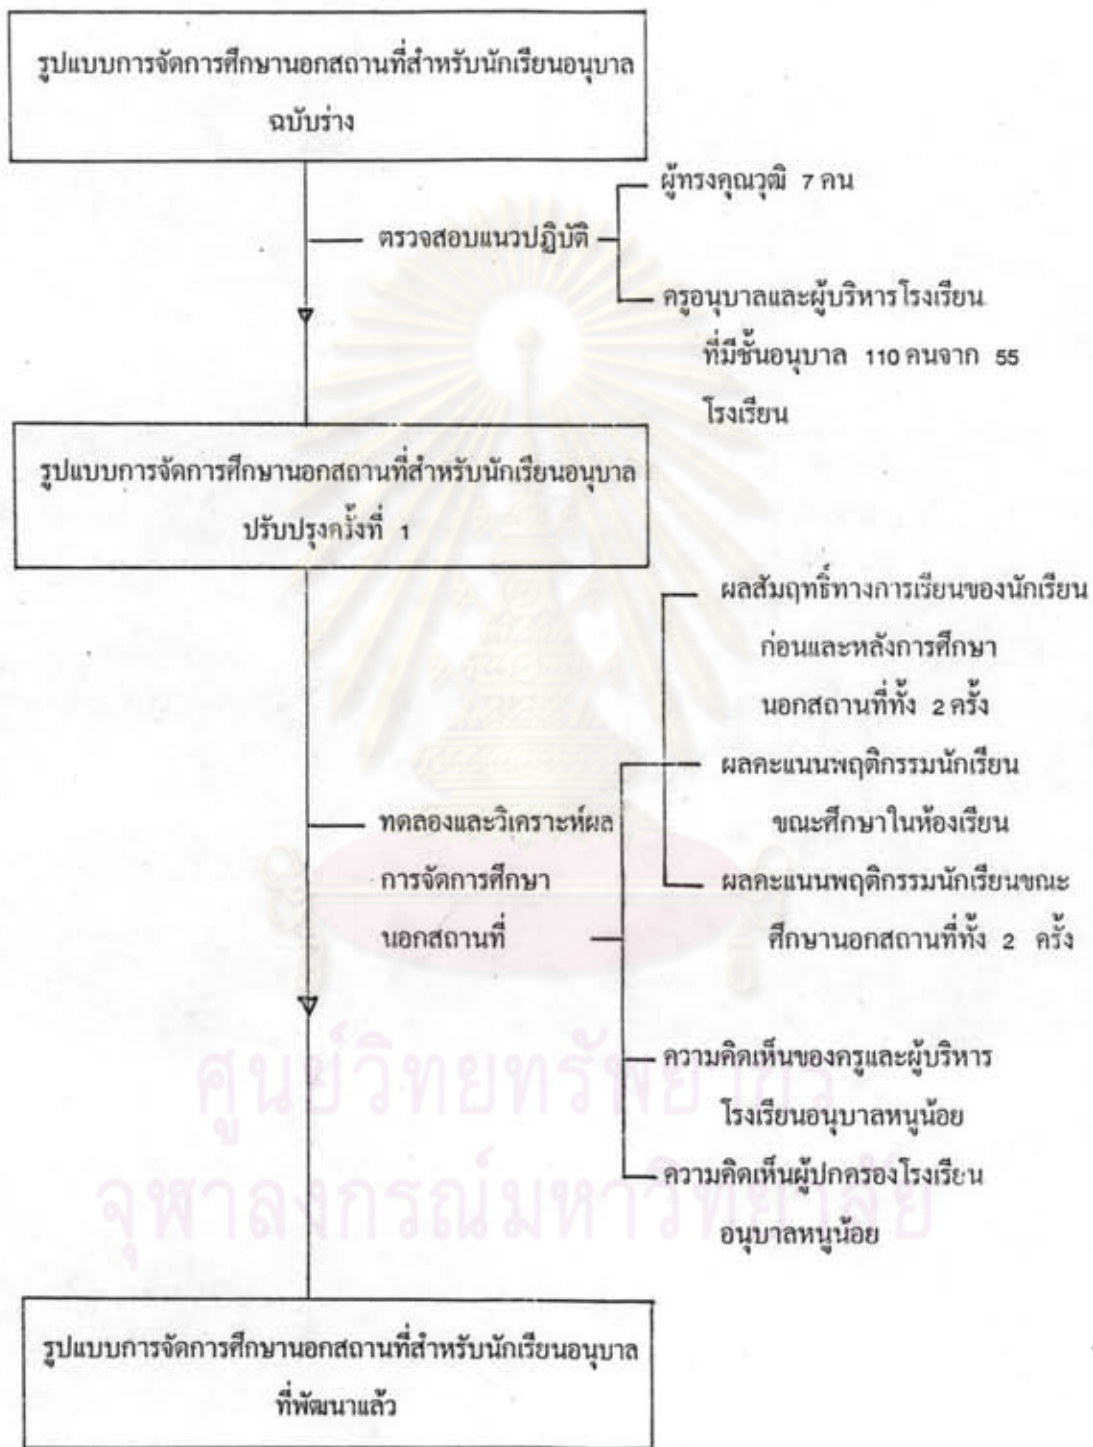 รูปแบบการจัดการศึกษานอกสถานที่สำหรับนักเรียนอนุบาล
ฉบับร่าง
ตรวจสอบแนวปฏิบัติ
ผู้ทรงคุณวุฒิ 7 คน
ครูอนุบาลและผู้บริหารโรงเรียน
ที่มีชั้นอนุบาล 110 คนจาก 55
โรงเรียน
รูปแบบการจัดการศึกษานอกสถานที่สำหรับนักเรียนอนุบาล
ปรับปรุงครั้งที่ 1
ทดลองและวิเคราะห์ผล
การจัดการศึกษา
นอกสถานที่
ผลสัมฤทธิ์ทางการเรียนของนักเรียน
ก่อนและหลังการศึกษา
นอกสถานที่ทั้ง 2 ครั้ง
ผลคะแนนพฤติกรรมนักเรียน
ขณะศึกษาในห้องเรียน
ผลคะแนนพฤติกรรมนักเรียนขณะ
ศึกษานอกสถานที่ทั้ง 2 ครั้ง
ความคิดเห็นของครูและผู้บริหาร
โรงเรียนอนุบาลหนูน้อย
ความคิดเห็นผู้ปกครองโรงเรียน
อนุบาลหนูน้อย
ศูนย์วิทยทรัพยากร
จุฬาลงกรณ์มหาวิทยาลัย
รูปแบบการจัดการศึกษานอกสถานที่สำหรับนักเรียนอนุบาล
ที่พัฒนาแล้ว